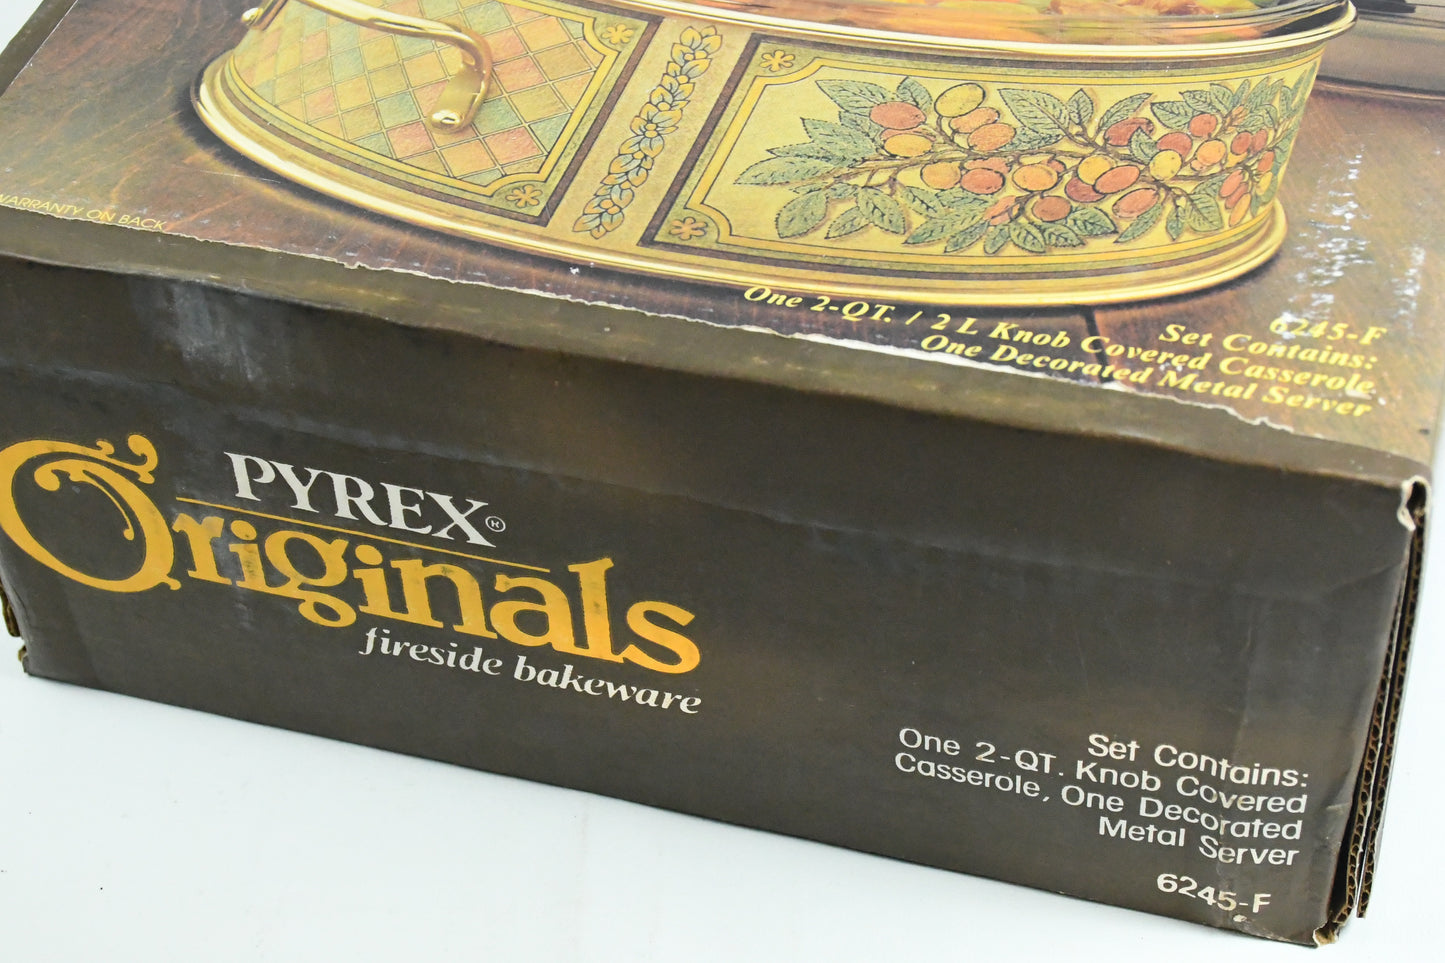 WARRANTY ON BACK
6245-F
Set Contains:
One 2-QT. / 2 L Knob Covered Casserole
One Decorated Metal Server
PYREX®
Originals
fireside bakeware
Set Contains:
One 2-QT. Knob Covered
Casserole, One Decorated
Metal Server
6245-F